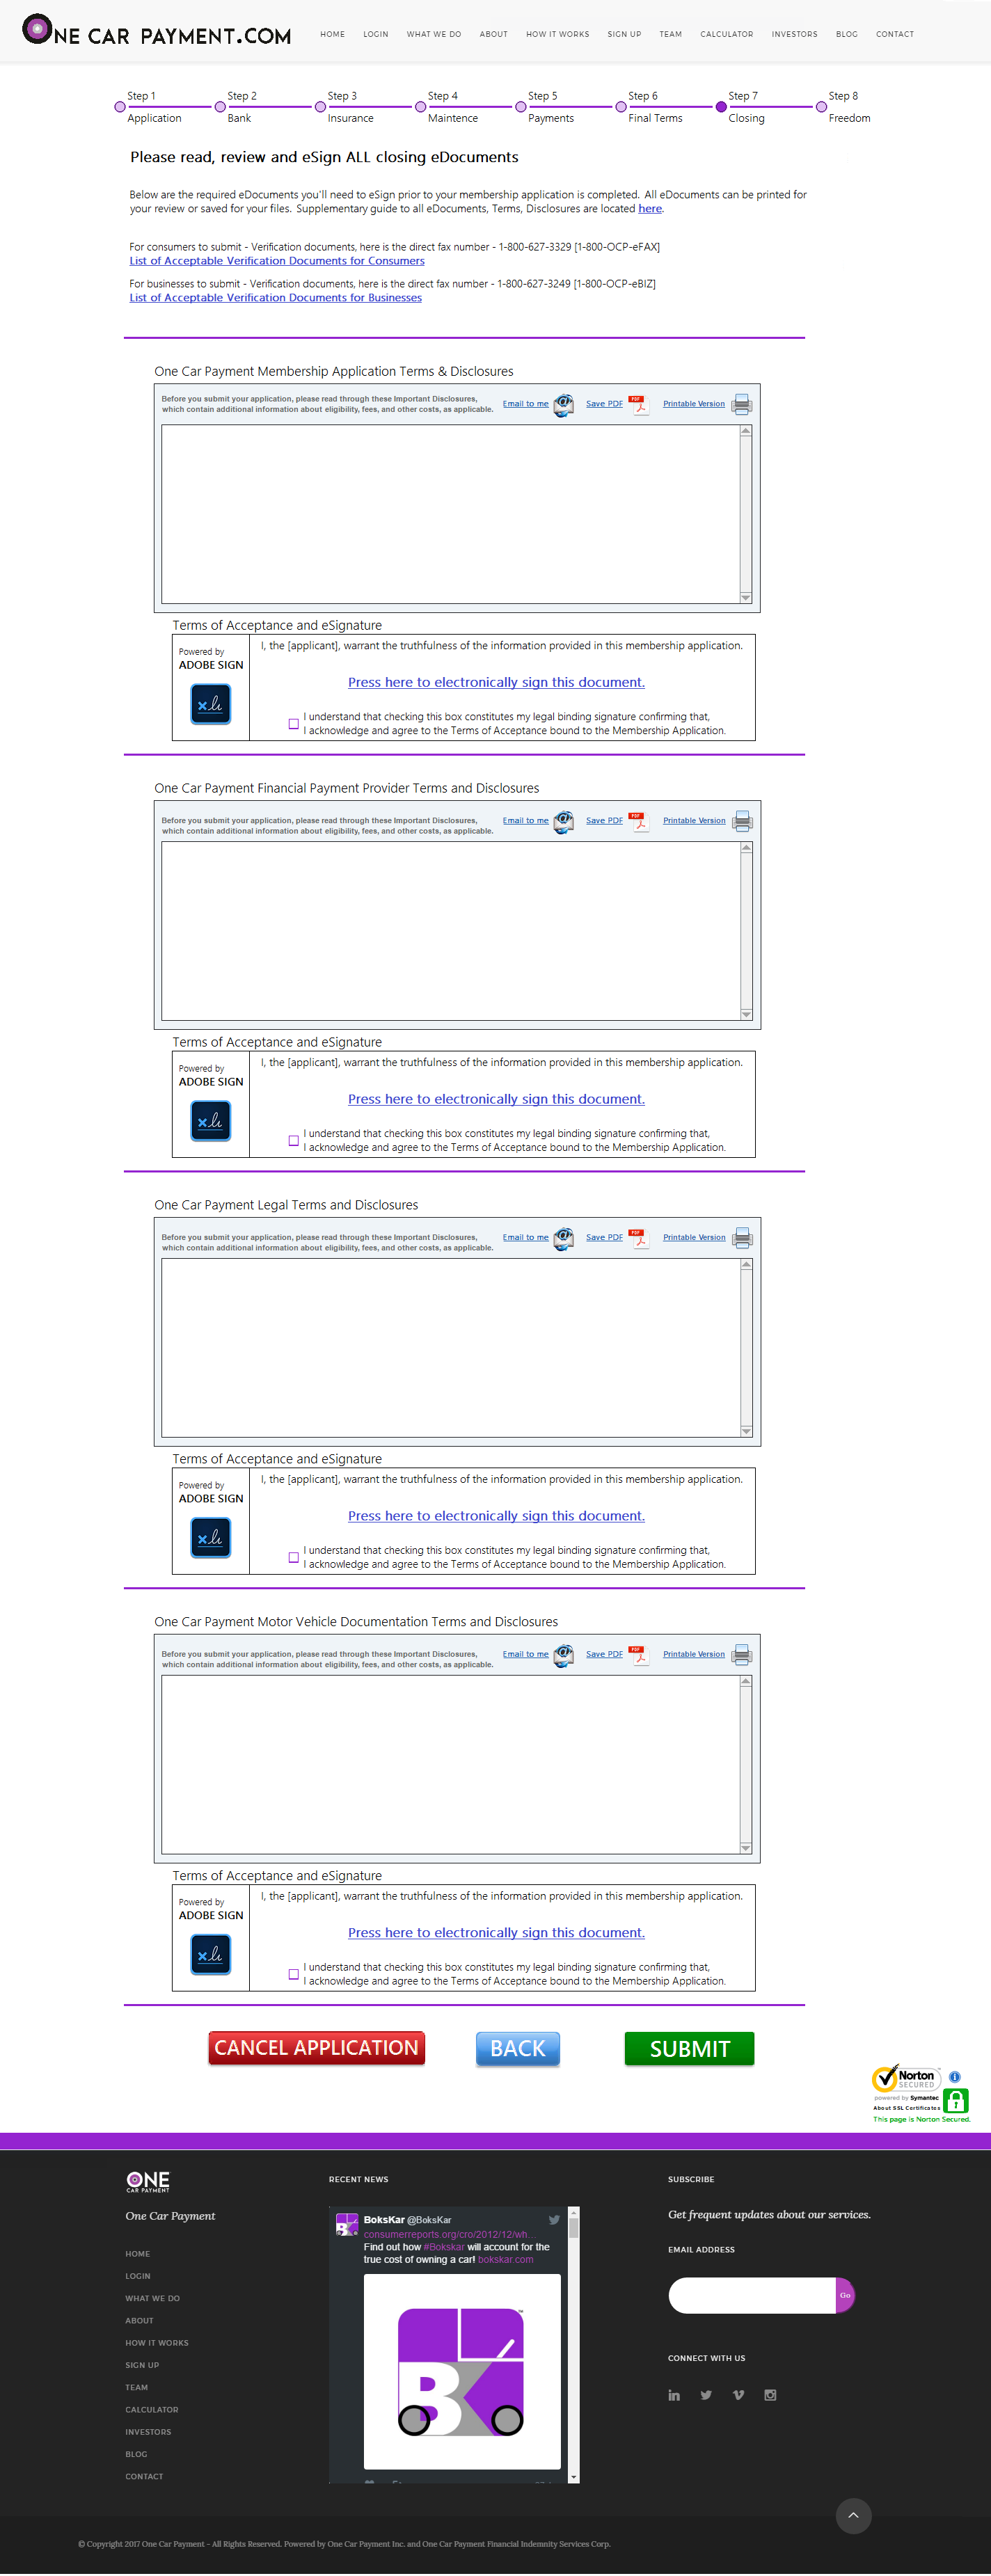 ONE CAR PAYMENT.COM
HOME LOGIN WHAT WE DO ABOUT HOW IT WORKS SIGN UP TEAM CALCULATOR INVESTORS BLOG CONTACT
Step 1 Step 2 Step 3 Step 4 Step 5 Step 6 Step 7 Step 8
Application Bank Insurance Maintence Payments Final Terms Closing Freedom
Please read, review and eSign ALL closing eDocuments
Below are the required eDocuments you'll need to eSign prior to your membership application is completed. All eDocuments can be printed for
your review or saved for your files. Supplementary guide to all eDocuments, Terms, Disclosures are located here.
For consumers to submit - Verification documents, here is the direct fax number - 1-800-627-3329 [1-800-OCP-eFAX]
List of Acceptable Verification Documents for Consumers
For businesses to submit - Verification documents, here is the direct fax number - 1-800-627-3249 [1-800-OCP-eBIZ]
List of Acceptable Verification Documents for Businesses
One Car Payment Membership Application Terms & Disclosures
Before you submit your application, please read through these Important Disclosures,
which contain additional information about eligibility, fees, and other costs, as applicable.
Email to me Save PDF PDF Printable Version
Terms of Acceptance and eSignature
Powered by
ADOBE SIGN
I, the [applicant], warrant the truthfulness of the information provided in this membership application.
Press here to electronically sign this document.
I understand that checking this box constitutes my legal binding signature confirming that,
I acknowledge and agree to the Terms of Acceptance bound to the Membership Application.
One Car Payment Financial Payment Provider Terms and Disclosures
Before you submit your application, please read through these Important Disclosures,
which contain additional information about eligibility, fees, and other costs, as applicable.
Email to me Save PDF PDF Printable Version
Terms of Acceptance and eSignature
Powered by
ADOBE SIGN
I, the [applicant], warrant the truthfulness of the information provided in this membership application.
Press here to electronically sign this document.
I understand that checking this box constitutes my legal binding signature confirming that,
I acknowledge and agree to the Terms of Acceptance bound to the Membership Application.
One Car Payment Legal Terms and Disclosures
Before you submit your application, please read through these Important Disclosures,
which contain additional information about eligibility, fees, and other costs, as applicable.
Email to me Save PDF PDF Printable Version
Terms of Acceptance and eSignature
Powered by
ADOBE SIGN
I, the [applicant], warrant the truthfulness of the information provided in this membership application.
Press here to electronically sign this document.
I understand that checking this box constitutes my legal binding signature confirming that,
I acknowledge and agree to the Terms of Acceptance bound to the Membership Application.
One Car Payment Motor Vehicle Documentation Terms and Disclosures
Before you submit your application, please read through these Important Disclosures,
which contain additional information about eligibility, fees, and other costs, as applicable.
Email to me Save PDF PDF Printable Version
Terms of Acceptance and eSignature
Powered by
ADOBE SIGN
I, the [applicant], warrant the truthfulness of the information provided in this membership application.
Press here to electronically sign this document.
I understand that checking this box constitutes my legal binding signature confirming that,
I acknowledge and agree to the Terms of Acceptance bound to the Membership Application.
CANCEL APPLICATION BACK SUBMIT
Norton
SECURED
powered by Symantec
About SSL Certificates
This page is Norton Secured.
ONE
CAR PAYMENT
One Car Payment
HOME
LOGIN
WHAT WE DO
ABOUT
HOW IT WORKS
SIGN UP
TEAM
CALCULATOR
INVESTORS
BLOG
CONTACT
RECENT NEWS
BoksKar @BoksKar
consumerreports.org/cro/2012/12/wh...
Find out how #Bokskar will account for the
true cost of owning a car! bokskar.com
BK
SUBSCRIBE
Get frequent updates about our services.
EMAIL ADDRESS
Go
CONNECT WITH US
© Copyright 2017 One Car Payment - All Rights Reserved. Powered by One Car Payment Inc. and One Car Payment Financial Indemnity Services Corp.